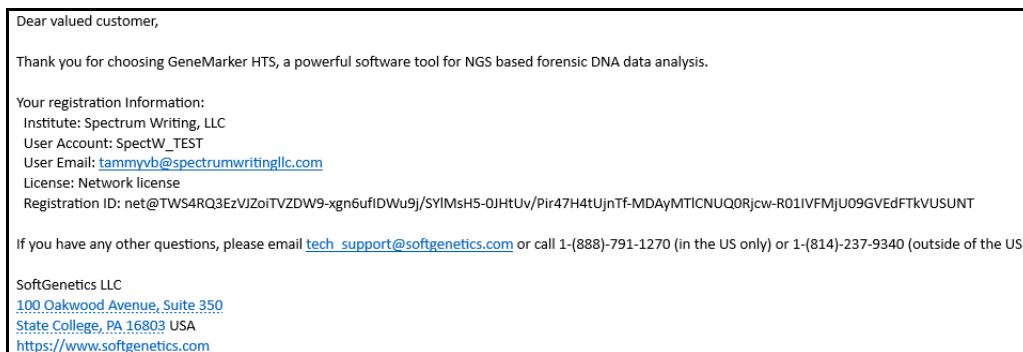 Dear valued customer,
Thank you for choosing GeneMarker HTS, a powerful software tool for NGS based forensic DNA data analysis.
Your registration Information:
Institute: Spectrum Writing, LLC
User Account: SpectW_TEST
User Email: tammyvb@spectrumwritingllc.com
License: Network license
Registration ID: net@TWS4RQ3EzVJZoiTVZDW9-xgn6ufIDWu9j/SYlMsH5-0JHtUv/Pir47H4tUjnTf-MDAyMTlCNUQ0Rjcw-R01IVFMjU09GVEdFTkVUSUNT
If you have any other questions, please email tech_support@softgenetics.com or call 1-(888)-791-1270 (in the US only) or 1-(814)-237-9340 (outside of the US
SoftGenetics LLC
100 Oakwood Avenue, Suite 350
State College, PA 16803 USA
https://www.softgenetics.com